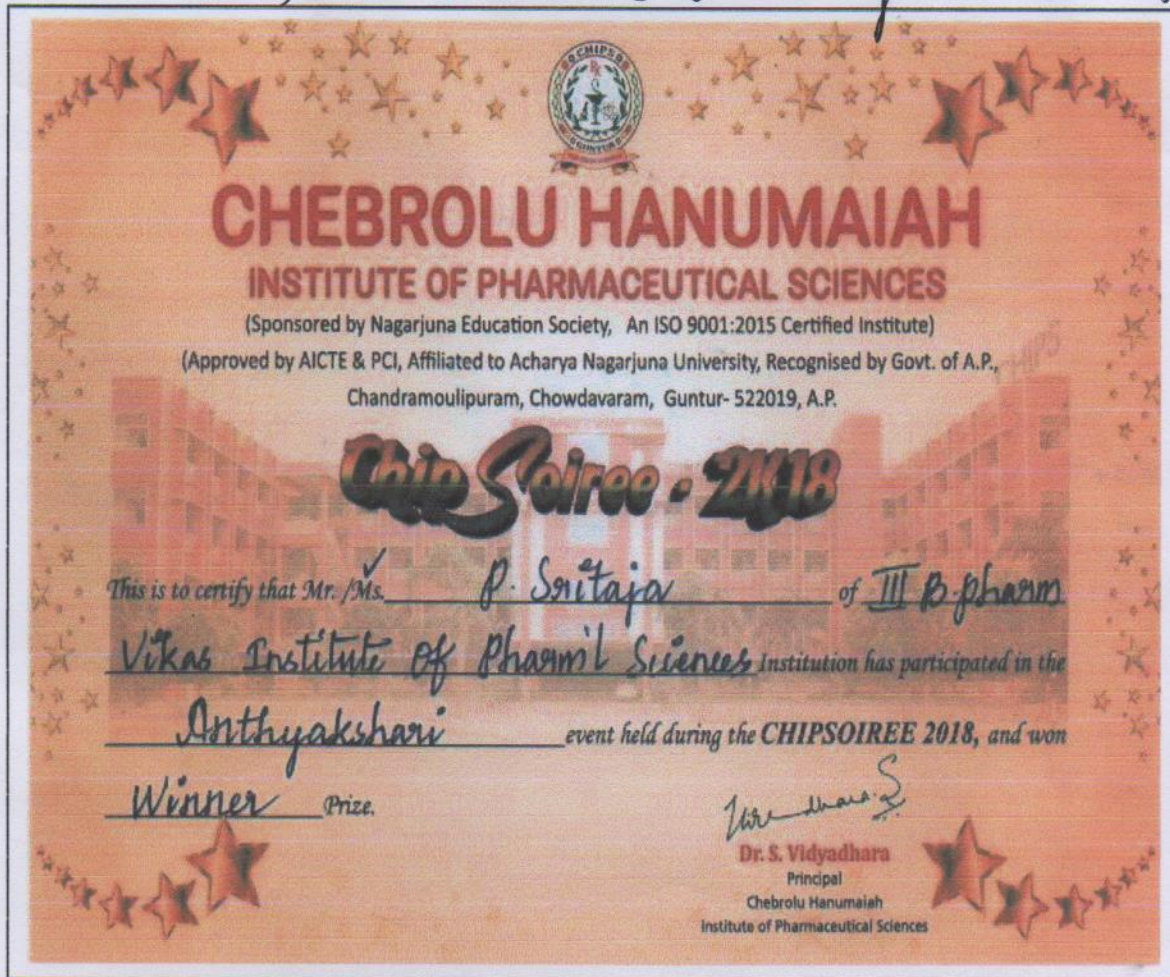 CHIPS
GUNTUR
CHEBROLU HANUMAIAH
INSTITUTE OF PHARMACEUTICAL SCIENCES
(Sponsored by Nagarjuna Education Society, An ISO 9001:2015 Certified Institute)
(Approved by AICTE & PCI, Affiliated to Acharya Nagarjuna University, Recognised by Govt. of A.P.,
Chandramoulipuram, Chowdavaram, Guntur- 522019, A.P.
Chip Soiree - 2K18
This is to certify that Mr. /Ms. ✓ P. Sritaja of III B.pharm
Vikas Institute of Pharm'l Sciences Institution has participated in the
Anthyakshari event held during the CHIPSOIREE 2018, and won
Winner Prize.
Dr. S. Vidyadhara
Principal
Chebrolu Hanumaiah
Institute of Pharmaceutical Sciences